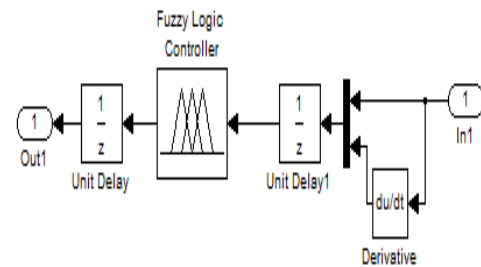 Fuzzy Logic
Controller
1
Out1
1
z
Unit Delay
1
z
Unit Delay1
1
In1
du/dt
Derivative